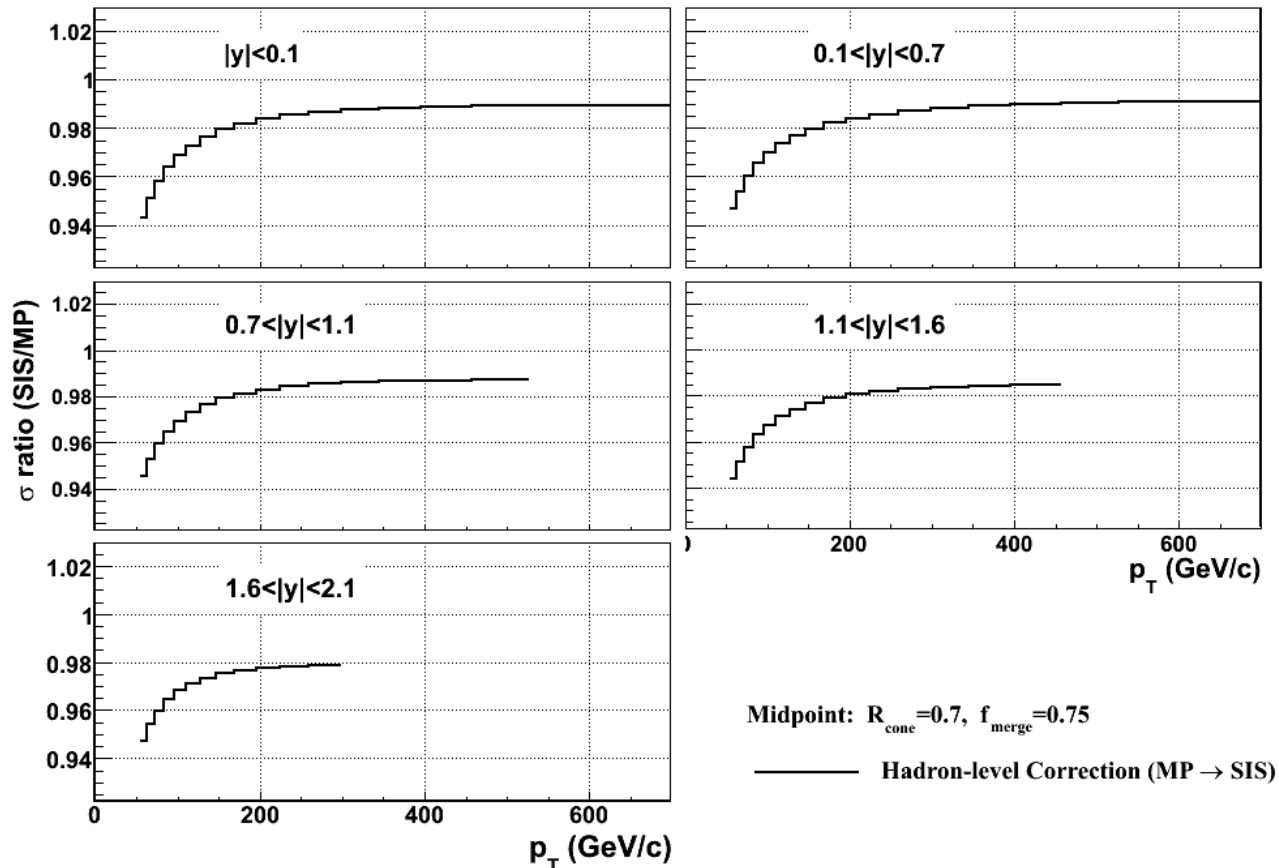 1.02
1
0.98
0.96
0.94
|y|<0.1
0.1<|y|<0.7
σ ratio (SIS/MP)
1.02
1
0.98
0.96
0.94
0.7<|y|<1.1
1.1<|y|<1.6
0 200 400 600
p_T (GeV/c)
1.02
1
0.98
0.96
0.94
1.6<|y|<2.1
0 200 400 600
p_T (GeV/c)
Midpoint: R_cone=0.7, f_merge=0.75
Hadron-level Correction (MP → SIS)